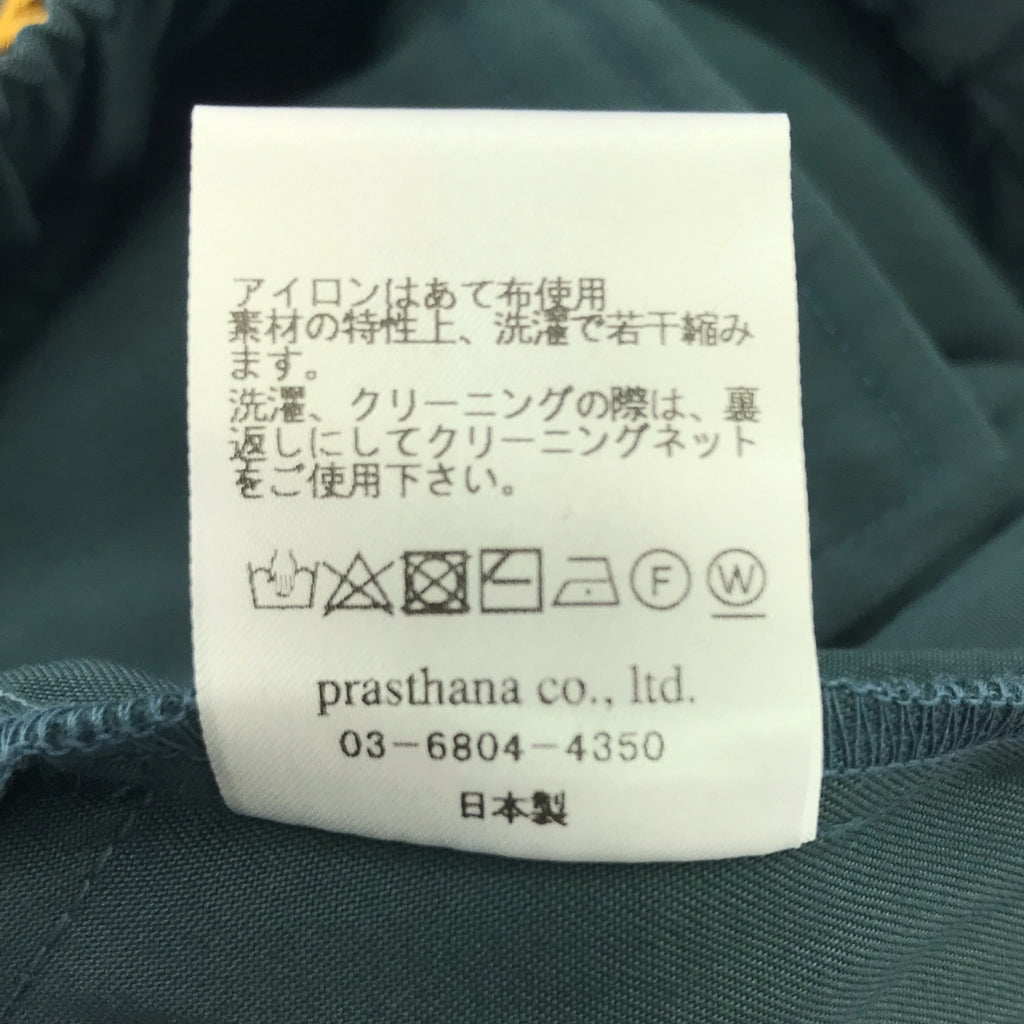 アイロンはあて布使用
素材の特性上、洗濯で若干縮み
ます。
洗濯、クリーニングの際は、裏
返しにしてクリーニングネット
をご使用下さい。
F W
prasthana co., ltd.
03-6804-4350
日本製